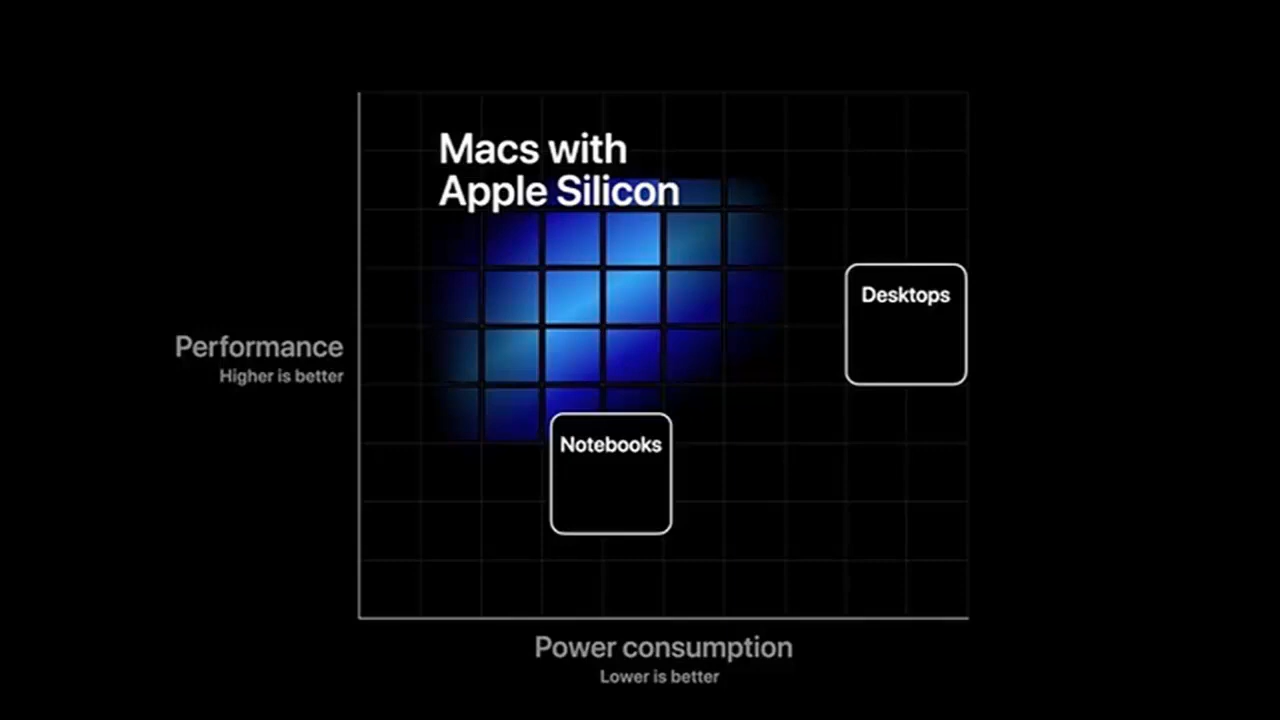 Macs with
Apple Silicon
Desktops
Performance
Higher is better
Notebooks
Power consumption
Lower is better